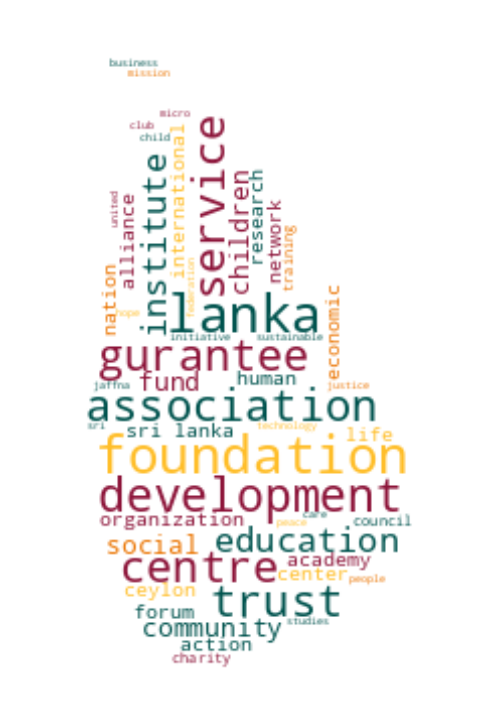 business
mission
micro
club
child
service
institute
international
children
research
united
alliance
network
training
nation
federation
hope
economic
lanka
initiative
sustainable
gurantee
fund
human
jaffna
justice
association
sri
sri lanka
technology
life
foundation
development
organization
peace
care
council
social
education
centre
academy
center
people
ceylon
trust
forum
community
studies
action
charity